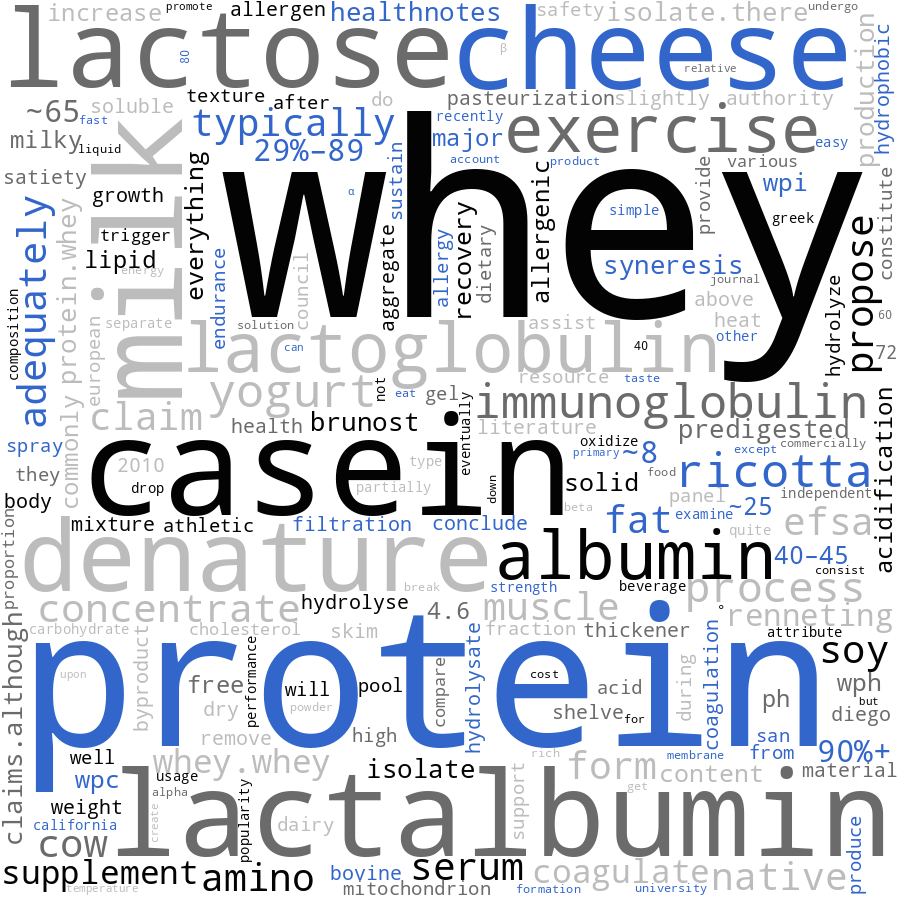 increase
promote
allergen
healthnotes
safety
isolate.there
undergo
lactose
cheese
80
β
relative
production
hydrophobic
~65
soluble
texture
after
do
pasteurization
slightly
authority
fast
typically
recently
exercise
easy
milky
liquid
29%–89
major
account
product
various
satiety
milk
whey
sustain
α
allergenic
provide
wpi
constitute
growth
everything
simple
greek
adequately
protein.whey
trigger
lipid
energy
endurance
council
aggregate
allergy
recovery
dietary
syneresis
journal
propose
composition
european
separate
solution
assist
above
heat
other
hydrolyze
60
commonly
lactoglobulin
can
40
72
yogurt
not
eat
gel
resource
taste
claim
health
brunost
eventually
immunoglobulin
literature
predigested
acidification
spray
casein
oxidize
primary
~8
except
commercially
they
2010
type
food
ricotta
body
drop
partially
down
solid
panel
independent
beta
mixture
athletic
filtration
conclude
fat
examine
~25
quite
efsa
proportion
denature
albumin
40–45
consist
break
strength
beverage
process
concentrate
hydrolyse
4.6
muscle
°
renneting
carbohydrate
cholesterol
skim
fraction
thickener
attribute
claims.although
protein
byproduct
performance
hydrolysate
coagulation
soy
upon
free
will
pool
compare
cost
acid
during
ph
wph
but
dry
powder
shelve
for
diego
remove
high
san
well
whey.whey
rich
membrane
from
90%+
wpc
usage
isolate
form
content
material
alpha
lactalbumin
get
weight
create
popularity
support
california
dairy
cow
supplement
amino
bovine
serum
coagulate
native
produce
temperature
mitochondrion
formation
university